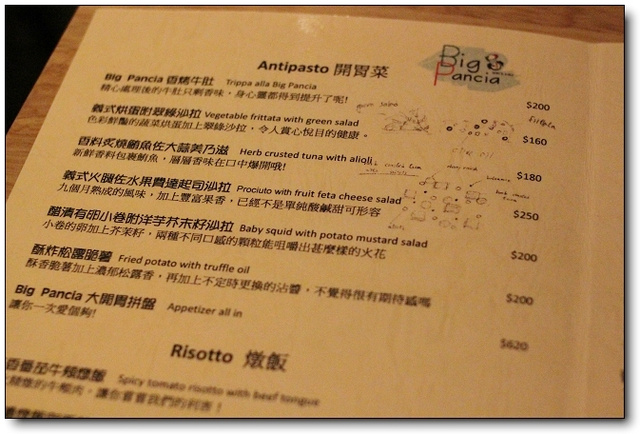 Big Pancia
Antipasto 開胃菜
Big Pancia 香烤牛肚 Trippa alla Big Pancia $200
精心處理後的牛肚只剩香味，身心靈都得到提升了呢!
義式烘蛋附翠綠沙拉 Vegetable frittata with green salad $160
色彩鮮豔的蔬菜烘蛋加上翠綠沙拉，令人賞心悅目的健康。
香料炙燒鮪魚佐大蒜美乃滋 Herb crusted tuna with alioli $180
新鮮香料包裹鮪魚，層層香味在口中爆開哦!
義式火腿佐水果費達起司沙拉 Prociuto with fruit feta cheese salad $250
九個月熟成的風味，加上豐富果香，已經不是單純酸鹹甜可形容
醋漬有卵小卷附洋芋芥末籽沙拉 Baby squid with potato mustard salad $200
小卷的卵加上芥茉籽，兩種不同口感的顆粒能咀嚼出甚麼樣的火花
酥炸松露脆薯 Fried potato with truffle oil $200
酥香脆薯加上濃郁松露香，再加上不定時更換的沾醬，不覺得很有期待感嗎
Big Pancia 大開胃拼盤 Appetizer all in $620
讓你一次愛個夠!
Risotto 燉飯
香番茄牛頰燉飯 Spicy tomato risotto with beef tongue
，讓你嘗嘗我們的利害！